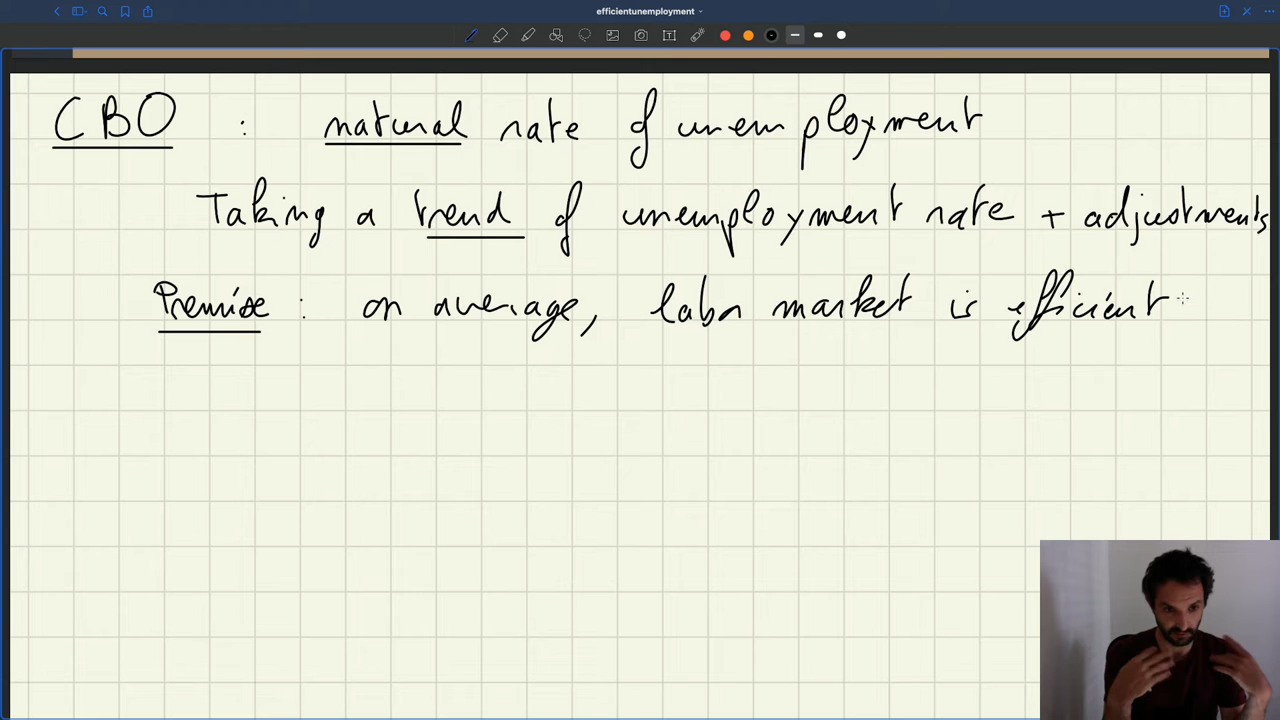 efficientunemployment
CBO : natural rate of unemployment
Taking a trend of unemployment rate + adjustments
Premise : on average, labor market is efficient